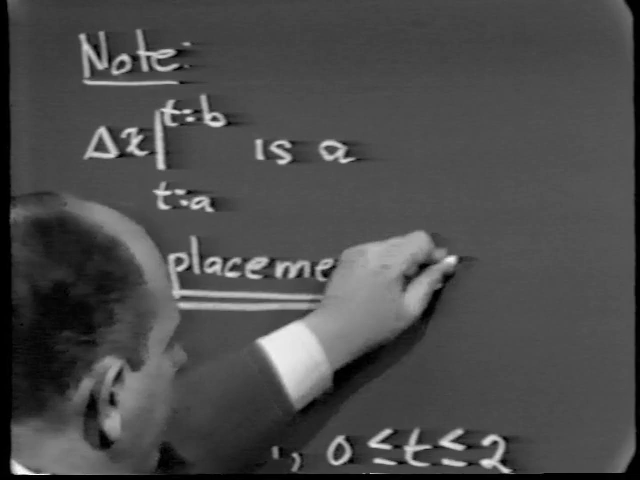 Note:
t=b
Δx| is a
t=a
placeme
, 0 ≤ t ≤ 2